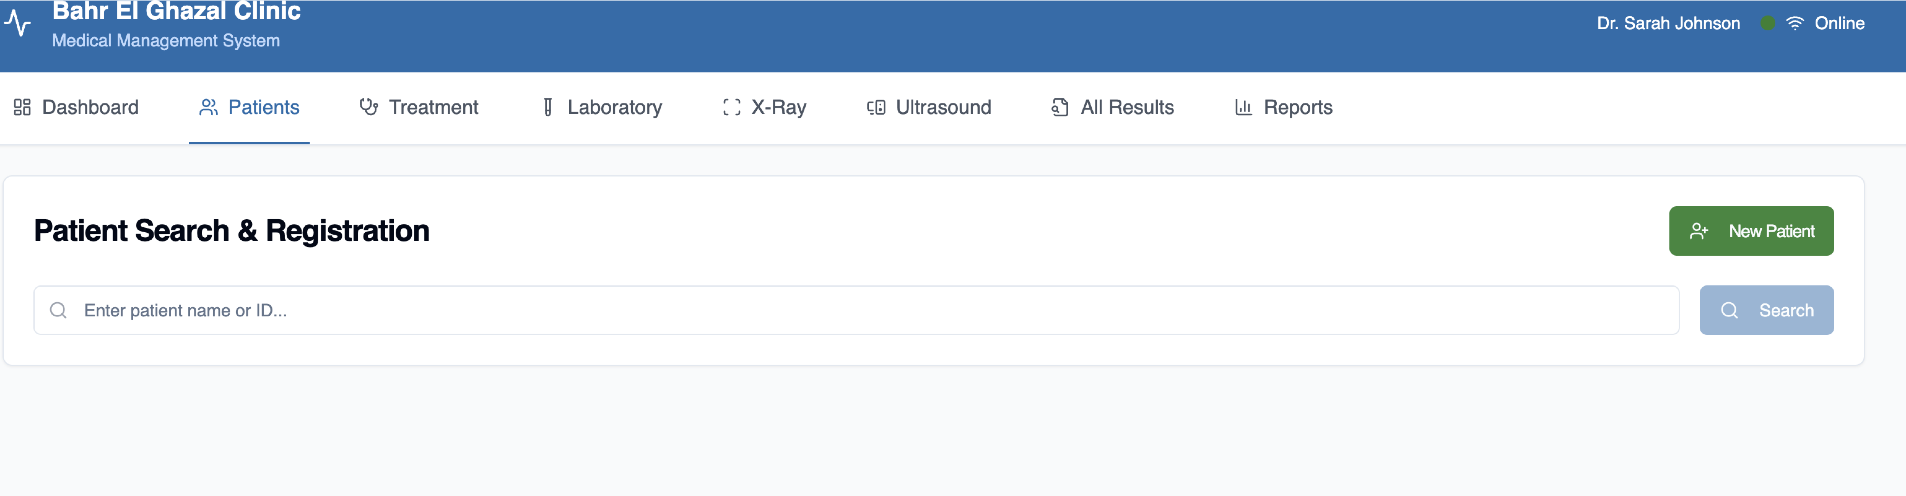 Bahr El Ghazal Clinic
Medical Management System
Dr. Sarah Johnson Online
Dashboard Patients Treatment Laboratory X-Ray Ultrasound All Results Reports
Patient Search & Registration
New Patient
Enter patient name or ID...
Search